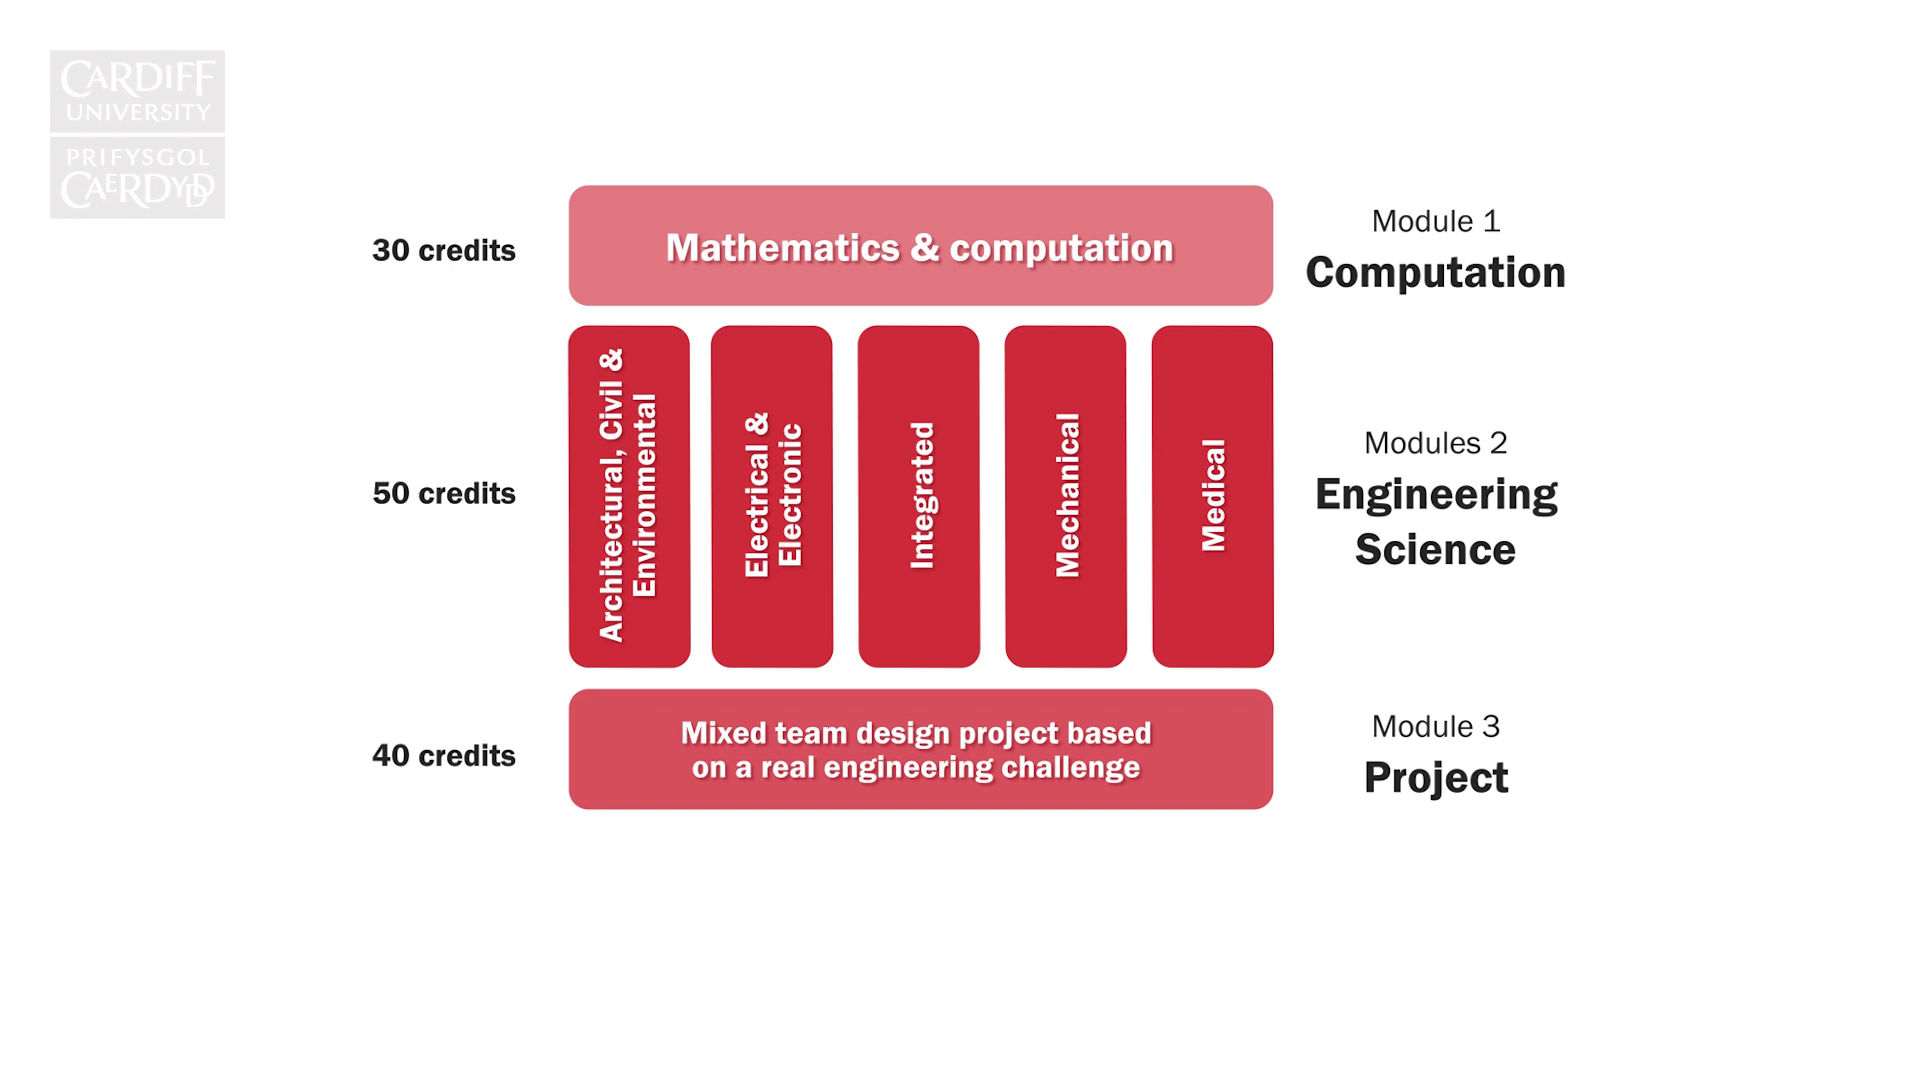 CARDIFF
UNIVERSITY
PRIFYSGOL
CAERDYDD
30 credits
Mathematics & computation
Module 1
Computation
50 credits
Architectural, Civil &
Environmental
Electrical &
Electronic
Integrated
Mechanical
Medical
Modules 2
Engineering
Science
40 credits
Mixed team design project based
on a real engineering challenge
Module 3
Project